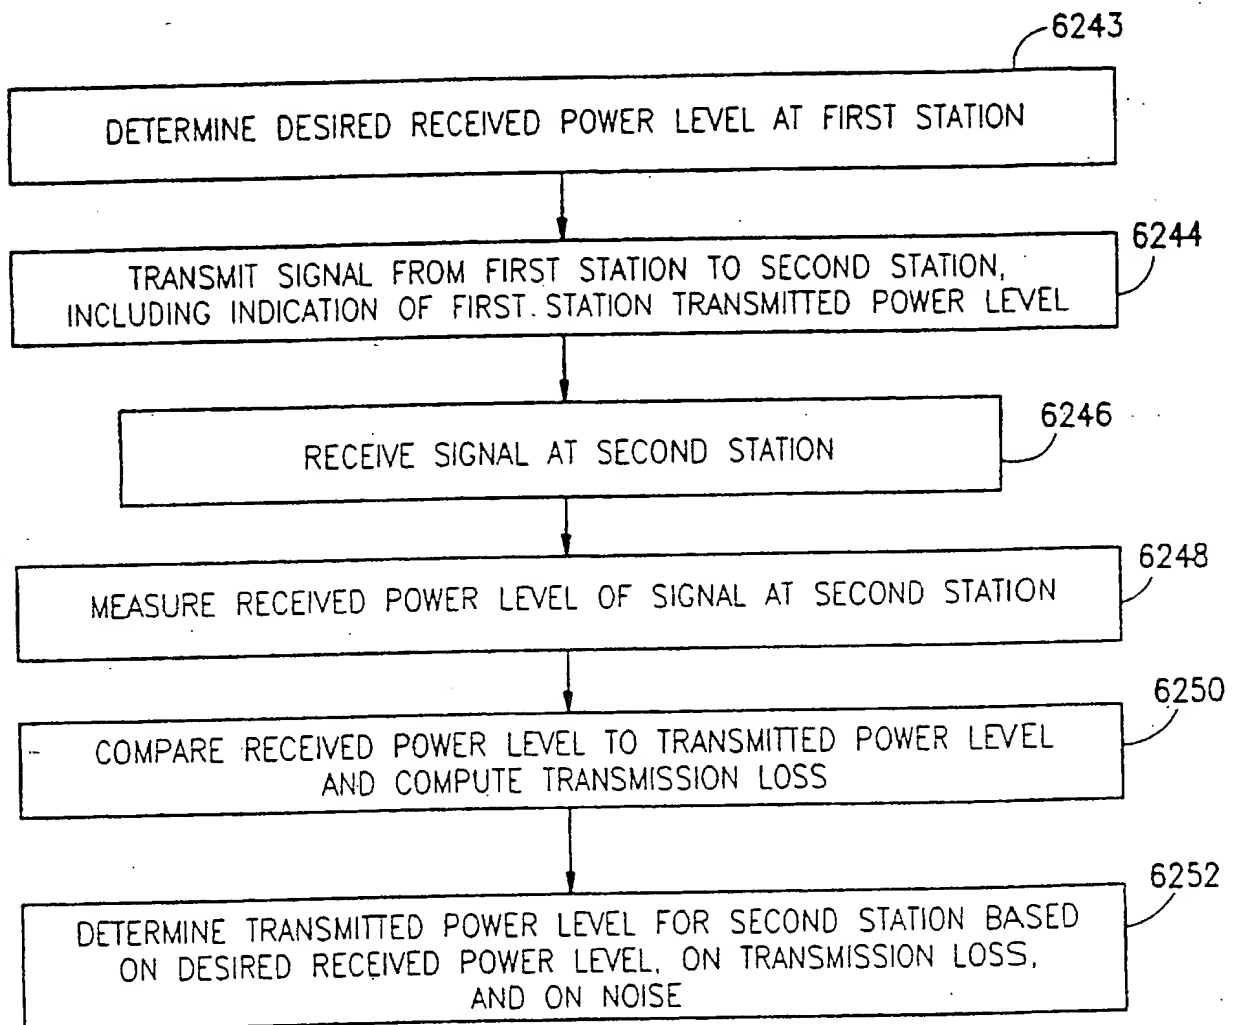 6243
DETERMINE DESIRED RECEIVED POWER LEVEL AT FIRST STATION
6244
TRANSMIT SIGNAL FROM FIRST STATION TO SECOND STATION,
INCLUDING INDICATION OF FIRST STATION TRANSMITTED POWER LEVEL
6246
RECEIVE SIGNAL AT SECOND STATION
6248
MEASURE RECEIVED POWER LEVEL OF SIGNAL AT SECOND STATION
6250
COMPARE RECEIVED POWER LEVEL TO TRANSMITTED POWER LEVEL
AND COMPUTE TRANSMISSION LOSS
6252
DETERMINE TRANSMITTED POWER LEVEL FOR SECOND STATION BASED
ON DESIRED RECEIVED POWER LEVEL, ON TRANSMISSION LOSS,
AND ON NOISE